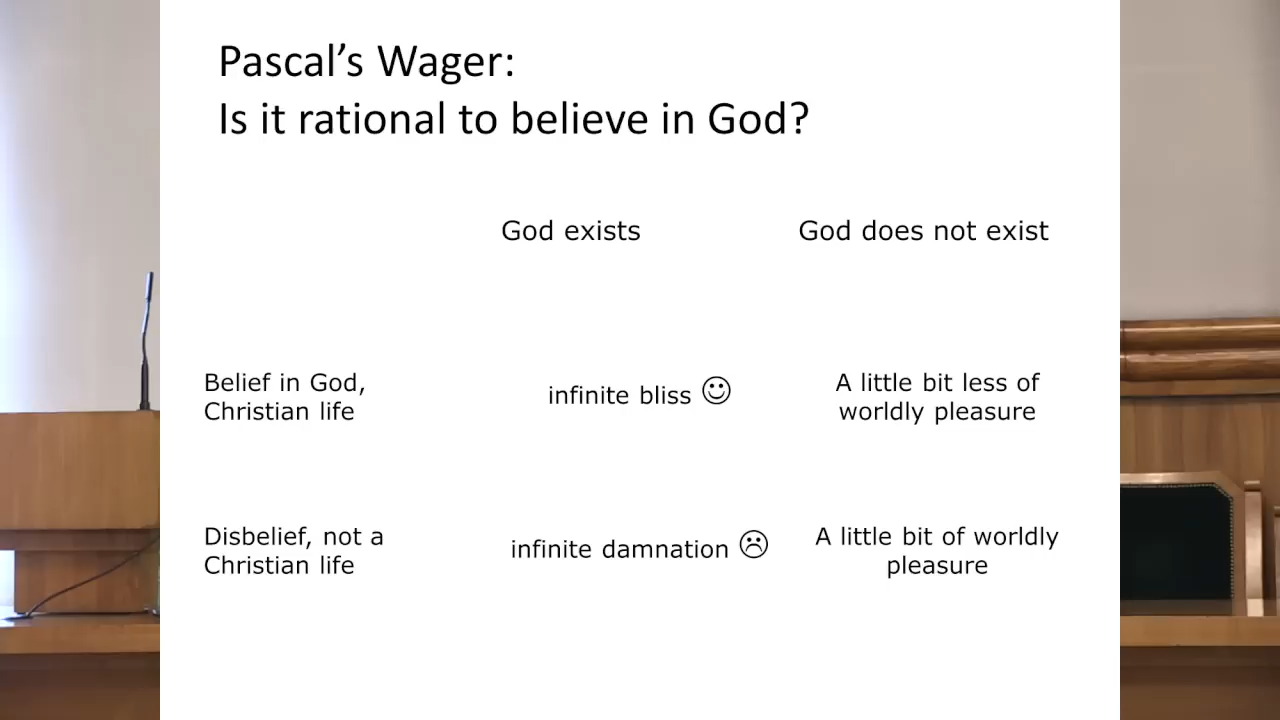 Pascal’s Wager:
Is it rational to believe in God?
God exists
God does not exist
Belief in God,
Christian life
infinite bliss ☺
A little bit less of
worldly pleasure
Disbelief, not a
Christian life
infinite damnation ☹
A little bit of worldly
pleasure